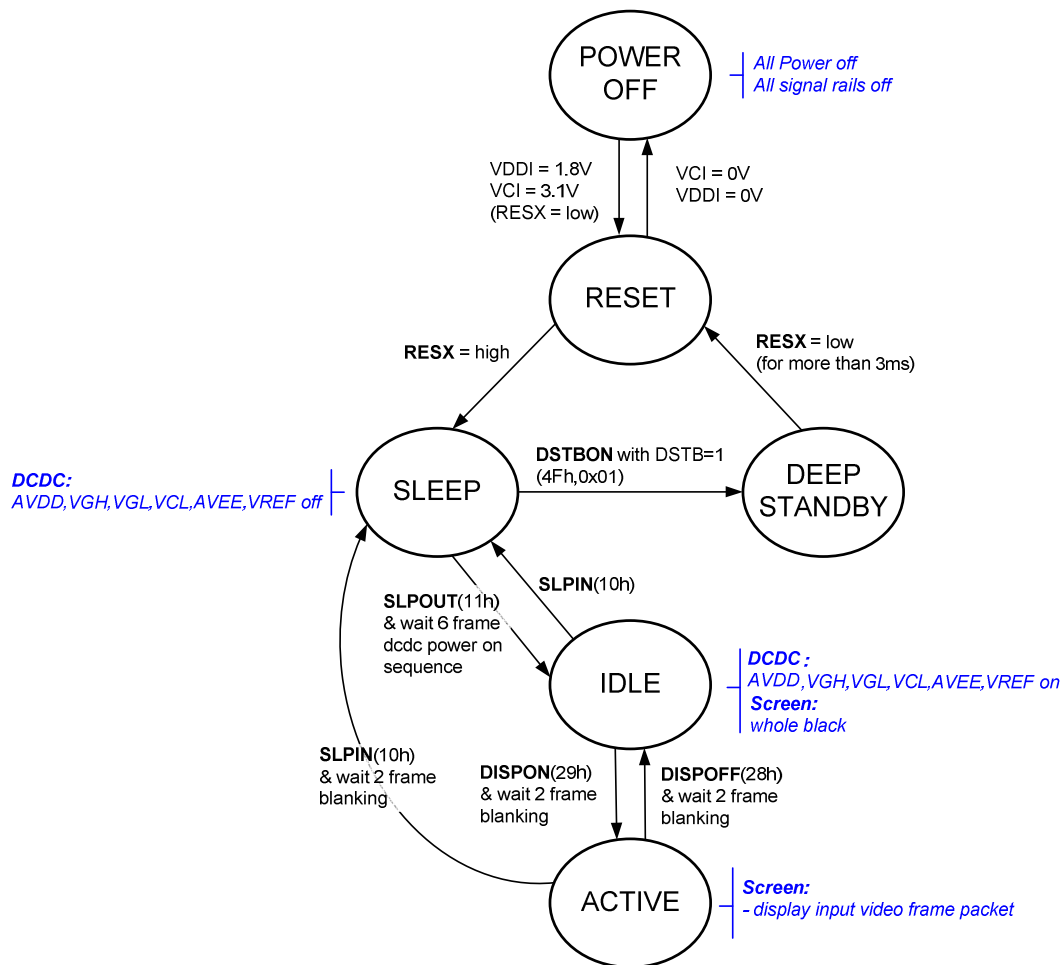 POWER
OFF
All Power off
All signal rails off
VDDI = 1.8V
VCI = 3.1V
(RESX = low)
VCI = 0V
VDDI = 0V
RESET
RESX = high
RESX = low
(for more than 3ms)
DCDC:
AVDD,VGH,VGL,VCL,AVEE,VREF off
SLEEP
DSTBON with DSTB=1
(4Fh,0x01)
DEEP
STANDBY
SLPOUT(11h)
& wait 6 frame
dcdc power on
sequence
SLPIN(10h)
IDLE
DCDC :
AVDD,VGH,VGL,VCL,AVEE,VREF on
Screen:
whole black
SLPIN(10h)
& wait 2 frame
blanking
DISPON(29h)
& wait 2 frame
blanking
DISPOFF(28h)
& wait 2 frame
blanking
ACTIVE
Screen:
- display input video frame packet